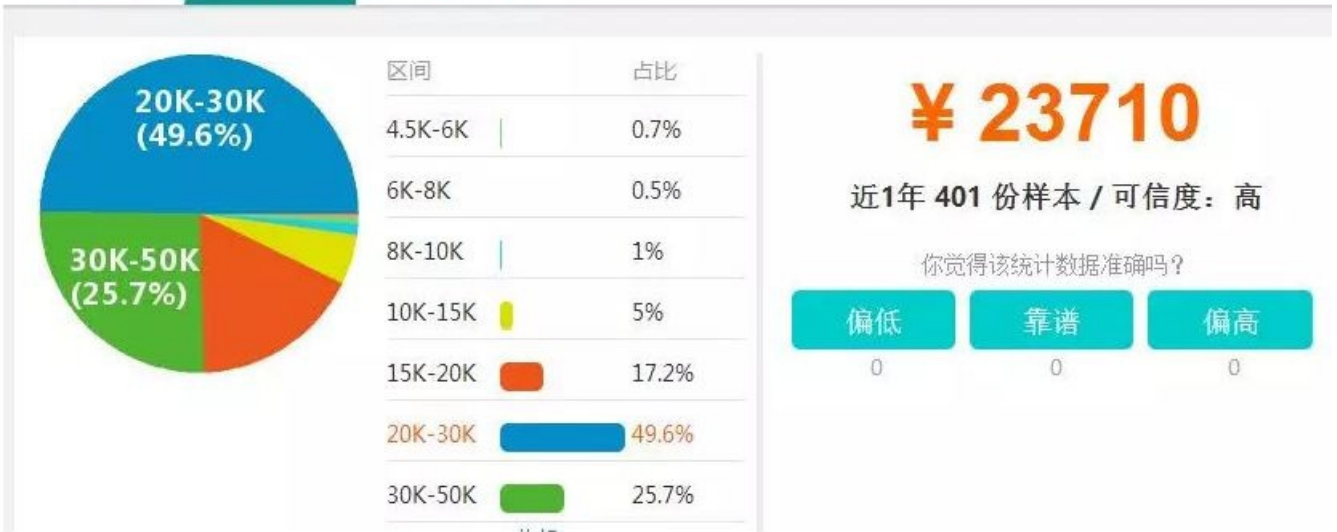 20K-30K
(49.6%)
30K-50K
(25.7%)
区间 占比
4.5K-6K 0.7%
6K-8K 0.5%
8K-10K 1%
10K-15K 5%
15K-20K 17.2%
20K-30K 49.6%
30K-50K 25.7%
¥ 23710
近1年 401 份样本 / 可信度：高
你觉得该统计数据准确吗？
偏低 靠谱 偏高
0 0 0